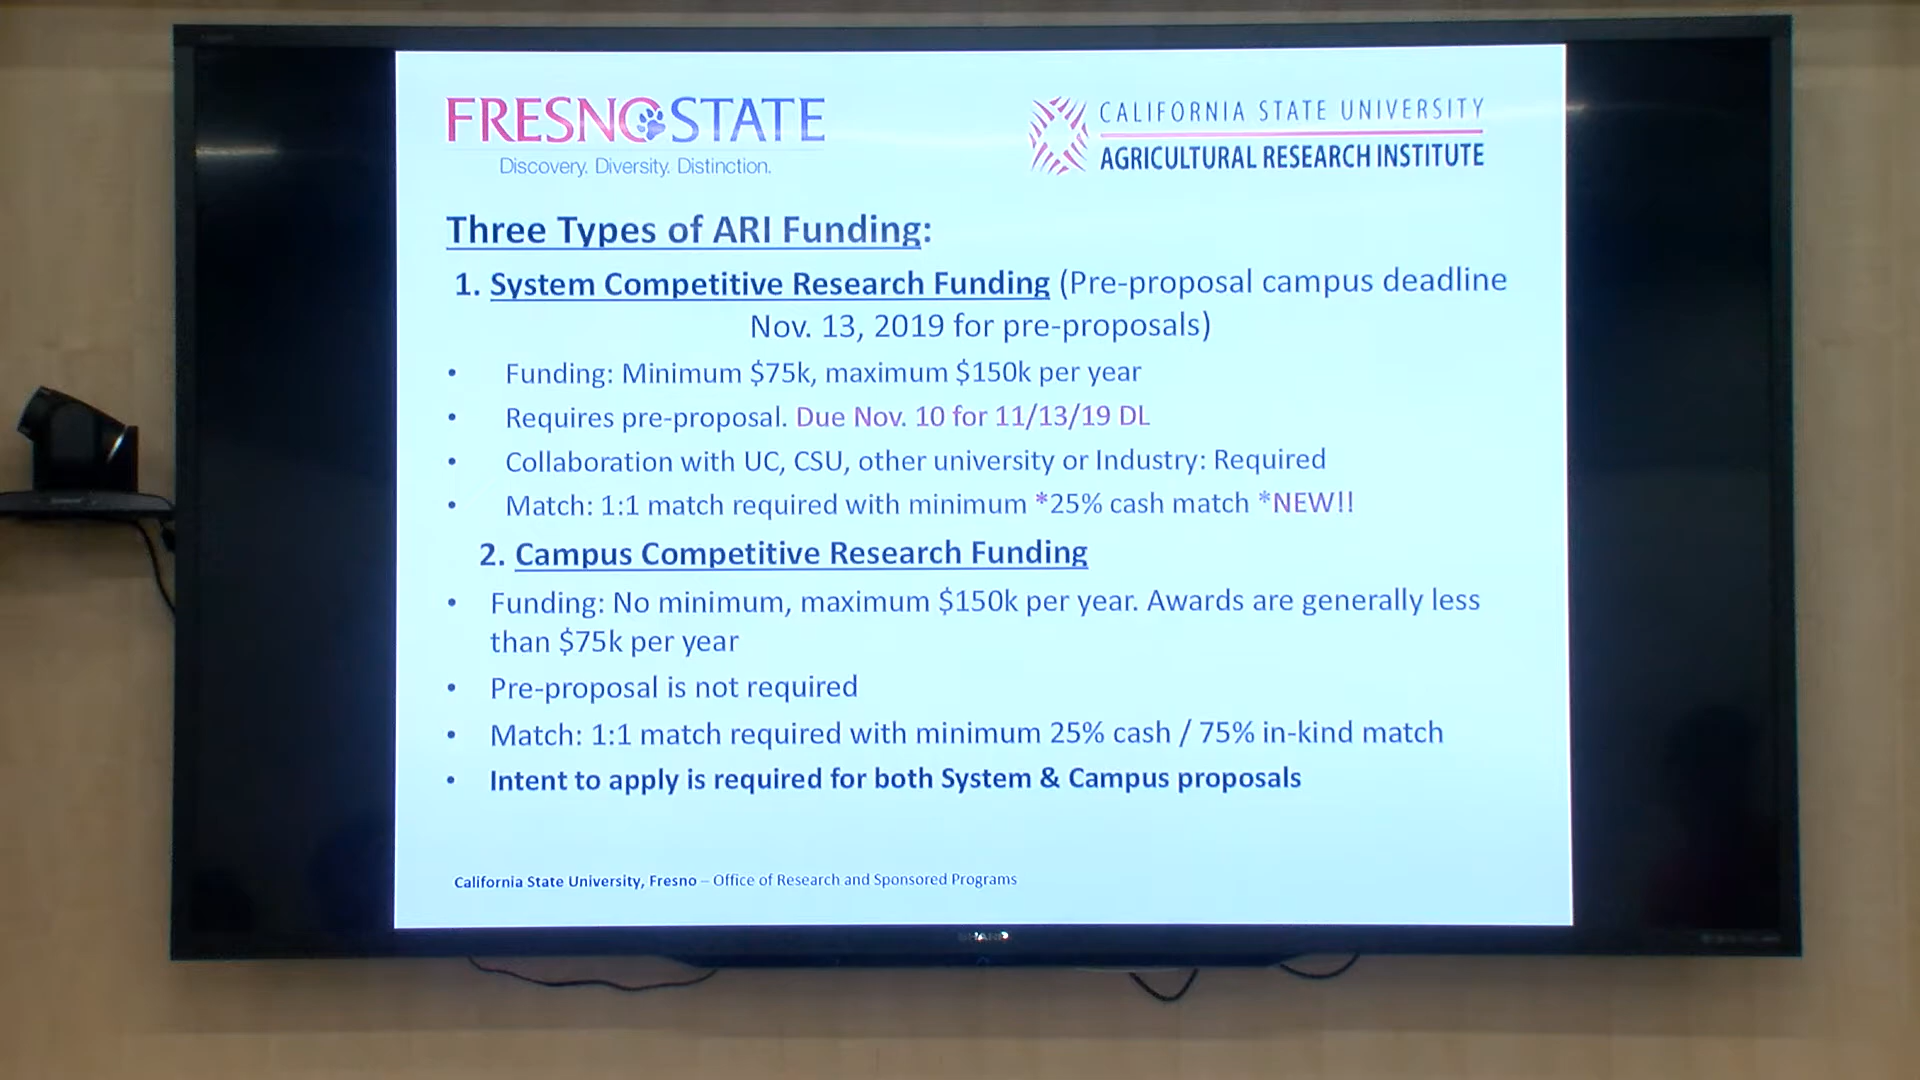 FRESNO STATE
Discovery. Diversity. Distinction.
CALIFORNIA STATE UNIVERSITY
AGRICULTURAL RESEARCH INSTITUTE
Three Types of ARI Funding:
1. System Competitive Research Funding (Pre-proposal campus deadline
Nov. 13, 2019 for pre-proposals)
• Funding: Minimum $75k, maximum $150k per year
• Requires pre-proposal. Due Nov. 10 for 11/13/19 DL
• Collaboration with UC, CSU, other university or Industry: Required
• Match: 1:1 match required with minimum *25% cash match *NEW!!
2. Campus Competitive Research Funding
• Funding: No minimum, maximum $150k per year. Awards are generally less
than $75k per year
• Pre-proposal is not required
• Match: 1:1 match required with minimum 25% cash / 75% in-kind match
• Intent to apply is required for both System & Campus proposals
California State University, Fresno – Office of Research and Sponsored Programs
SHARP